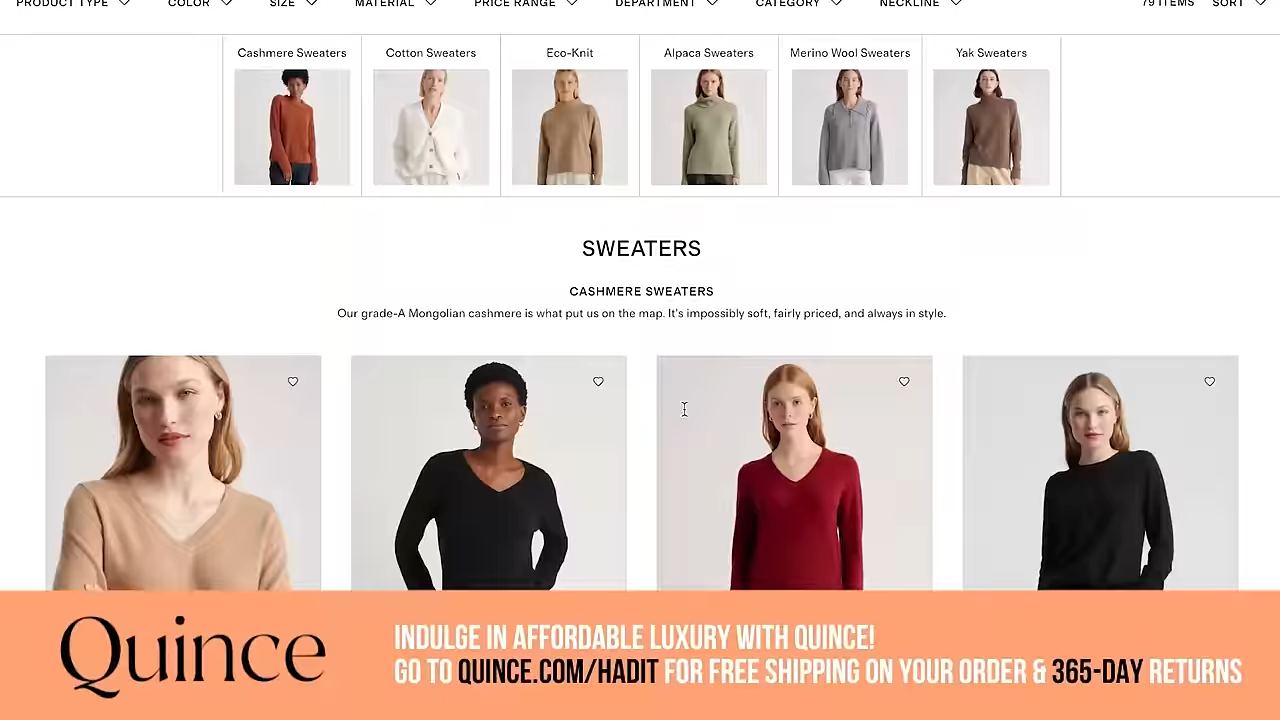 PRODUCT TYPE COLOR SIZE MATERIAL PRICE RANGE DEPARTMENT CATEGORY NECKLINE 79 ITEMS SORT
Cashmere Sweaters Cotton Sweaters Eco-Knit Alpaca Sweaters Merino Wool Sweaters Yak Sweaters
SWEATERS
CASHMERE SWEATERS
Our grade-A Mongolian cashmere is what put us on the map. It's impossibly soft, fairly priced, and always in style.
Quince
INDULGE IN AFFORDABLE LUXURY WITH QUINCE!
GO TO QUINCE.COM/HADIT FOR FREE SHIPPING ON YOUR ORDER & 365-DAY RETURNS